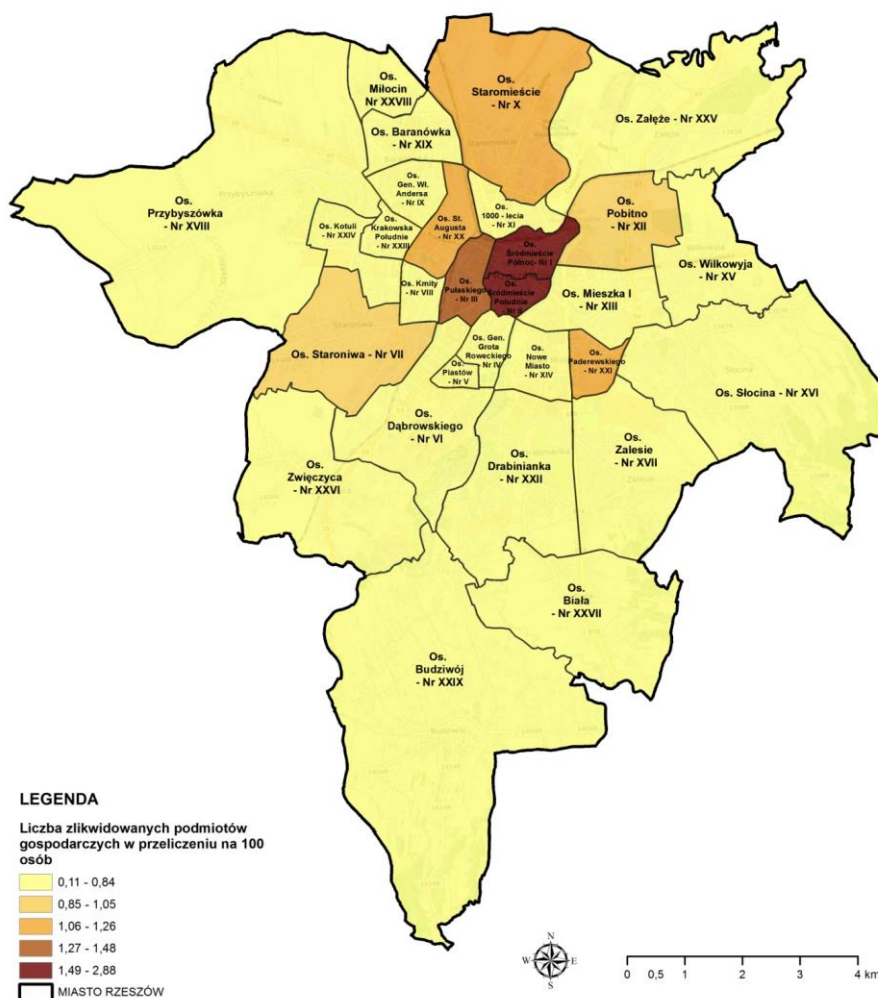 Os.
Miłocin
Nr XXVIII
Os.
Staromieście
- Nr X
Os. Załęże - Nr XXV
Os. Baranówka
- Nr XIX
Os.
Gen. Wł.
Andersa
- Nr IX
Os.
Przybyszówka
- Nr XVIII
Os. St.
Augusta
- Nr XX
Os.
1000 - lecia
- Nr XI
Os.
Pobitno
- Nr XII
Os. Kotuli
- Nr XXIV
Os.
Krakowska
Południe
- Nr XXIII
Os.
Śródmieście
Północ- Nr I
Os. Wilkowyja
- Nr XV
Os. Kmity
- Nr VIII
Os.
Pułaskiego
- Nr III
Os.
Śródmieście
Południe
- Nr II
Os. Mieszka I
- Nr XIII
Os. Staroniwa - Nr VII
Os. Gen.
Grota
Roweckiego
- Nr IV
Os.
Piastów
- Nr V
Os.
Nowe
Miasto
- Nr XIV
Os.
Paderewskiego
- Nr XXI
Os. Słocina - Nr XVI
Os.
Dąbrowskiego
- Nr VI
Os.
Drabinianka
- Nr XXII
Os.
Zalesie
- Nr XVII
Os.
Zwięczyca
- Nr XXVI
Os.
Biała
- Nr XXVII
Os.
Budziwój
- Nr XXIX
Przybyszówka
Budziwój
LEGENDA
Liczba zlikwidowanych podmiotów
gospodarczych w przeliczeniu na 100
osób
0,11 - 0,84
0,85 - 1,05
1,06 - 1,26
1,27 - 1,48
1,49 - 2,88
MIASTO RZESZÓW
N
W E
S
0 0,5 1 2 3 4 km